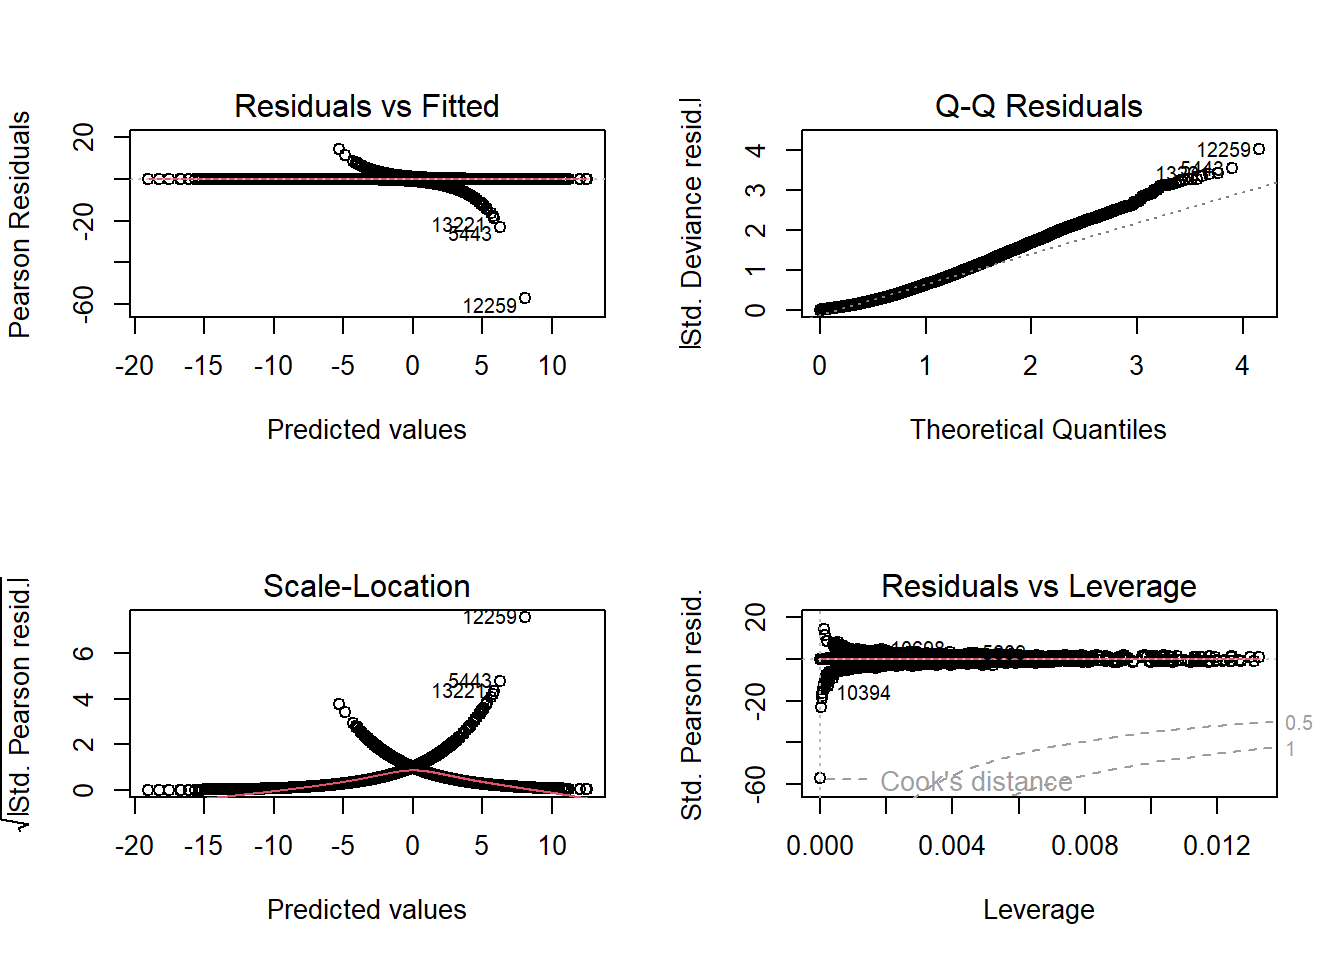 Residuals vs Fitted
Pearson Residuals
20
-20
-60
13221
5443
12259
-20 -15 -10 -5 0 5 10
Predicted values
Q-Q Residuals
|Std. Deviance resid.|
4
3
2
1
0
12259
5443
0 1 2 3 4
Theoretical Quantiles
Scale-Location
√|Std. Pearson resid.|
6
4
2
0
12259
5443
13221
-20 -15 -10 -5 0 5 10
Predicted values
Residuals vs Leverage
Std. Pearson resid.
20
-20
-60
10394
0.5
1
Cook's distance
0.000 0.004 0.008 0.012
Leverage